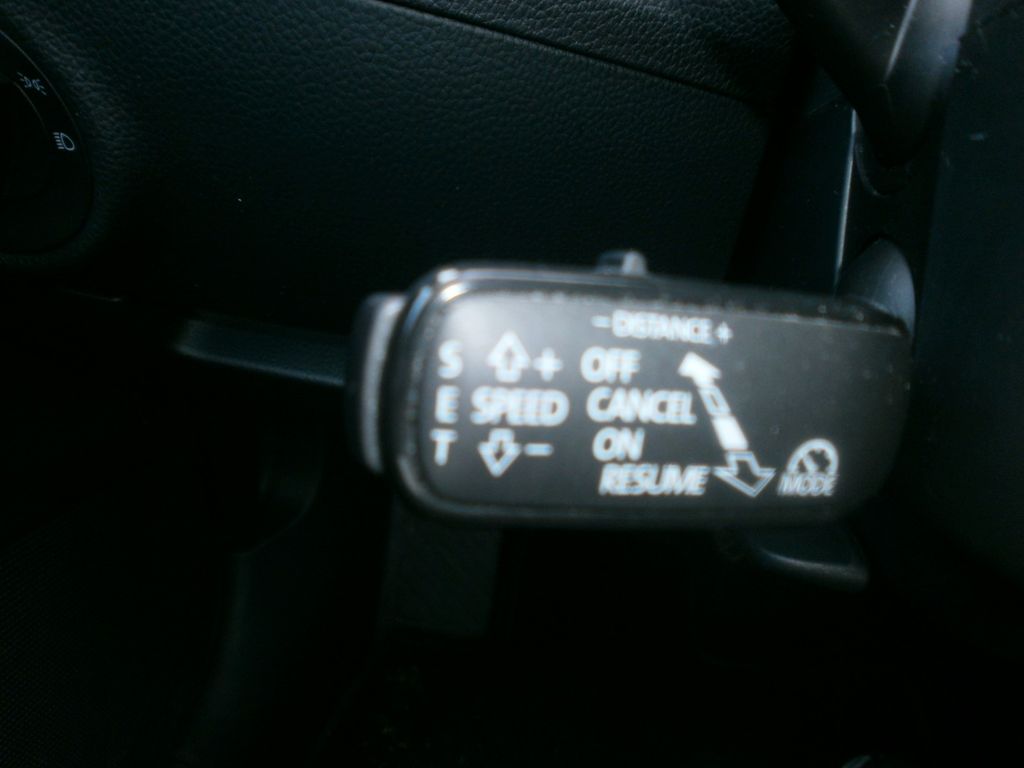 - DISTANCE +
S + OFF
E SPEED CANCEL
T - ON
RESUME MODE